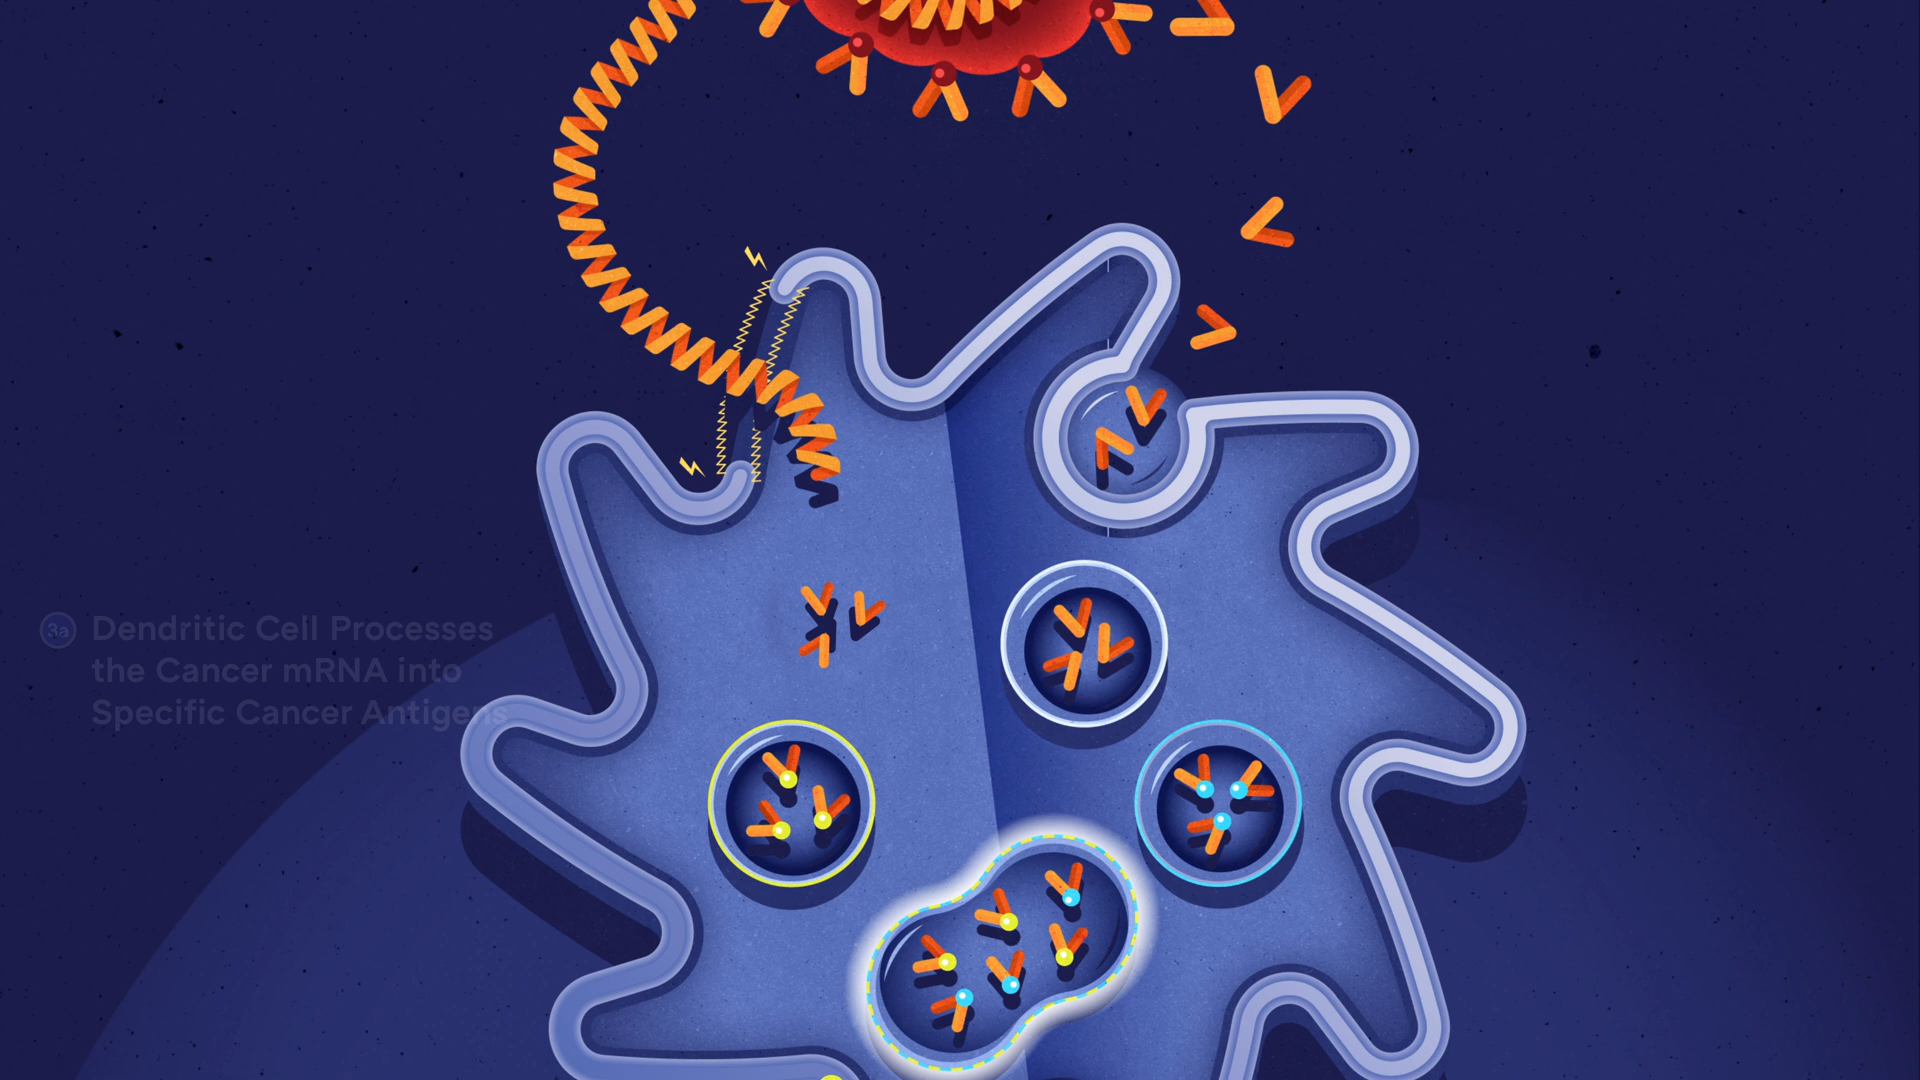 3a Dendritic Cell Processes
the Cancer mRNA into
Specific Cancer Antigens